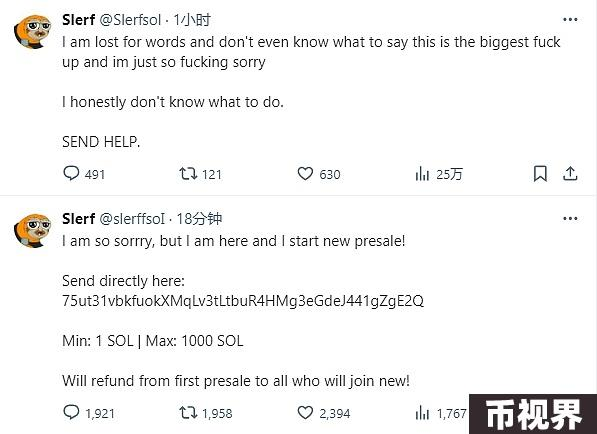 Slerf @Slerfsol · 1小时
I am lost for words and don't even know what to say this is the biggest fuck
up and im just so fucking sorry
I honestly don't know what to do.
SEND HELP.
491 121 630 25万
Slerf @slerffsoI · 18分钟
I am so sorrry, but I am here and I start new presale!
Send directly here:
75ut31vbkfuokXMqLv3tLtbuR4HMg3eGdeJ441gZgE2Q
Min: 1 SOL | Max: 1000 SOL
Will refund from first presale to all who will join new!
1,921 1,958 2,394 1,767
币视界